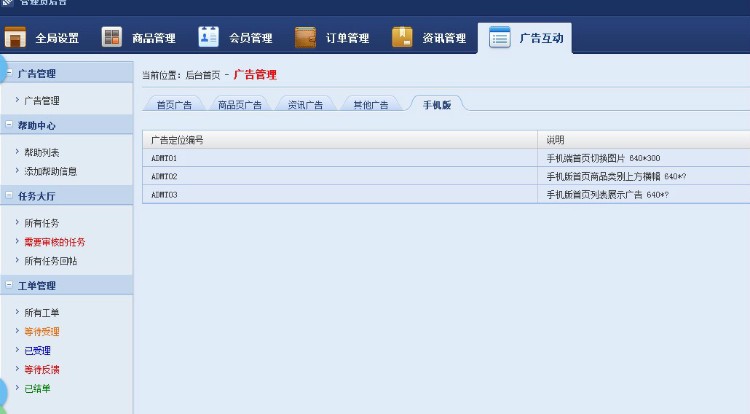 管理员后台
全局设置 商品管理 会员管理 订单管理 资讯管理 广告互动
广告管理
广告管理
帮助中心
帮助列表
添加帮助信息
任务大厅
所有任务
需要审核的任务
所有任务回帖
工单管理
所有工单
等待受理
已受理
等待反馈
已结单
当前位置: 后台首页 - 广告管理
首页广告 商品页广告 资讯广告 其他广告 手机版
广告定位编号 说明
ADMT01 手机端首页切换图片 640*300
ADMT02 手机版首页商品类别上方横幅 640*?
ADMT03 手机版首页列表展示广告 640*?